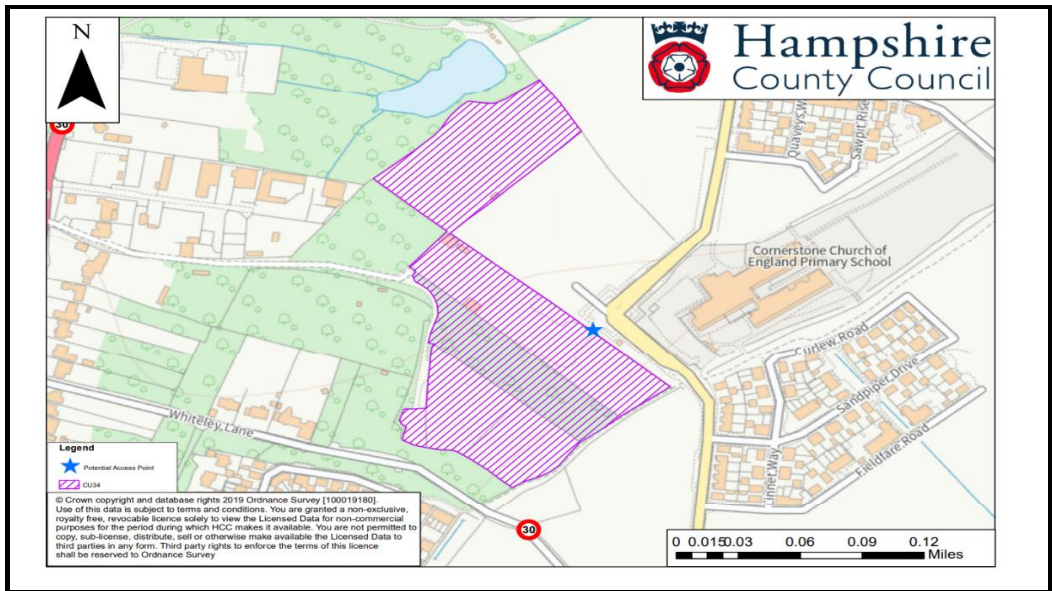 N
Hampshire
County Council
30
Quaveys W
Sawpit Rise
Cornerstone Church of
England Primary School
Curlew Road
Sandpiper Drive
Fieldfare Road
Linnet Way
Whiteley Lane
30
Legend
Potential Access Point
CU34
© Crown copyright and database rights 2019 Ordnance Survey [100019180].
Use of this data is subject to terms and conditions. You are granted a non-exclusive,
royalty free, revocable licence solely to view the Licensed Data for non-commercial
purposes for the period during which HCC makes it available. You are not permitted to
copy, sub-license, distribute, sell or otherwise make available the Licensed Data to
third parties in any form. Third party rights to enforce the terms of this licence
shall be reserved to Ordnance Survey
0 0.015 0.03 0.06 0.09 0.12
Miles